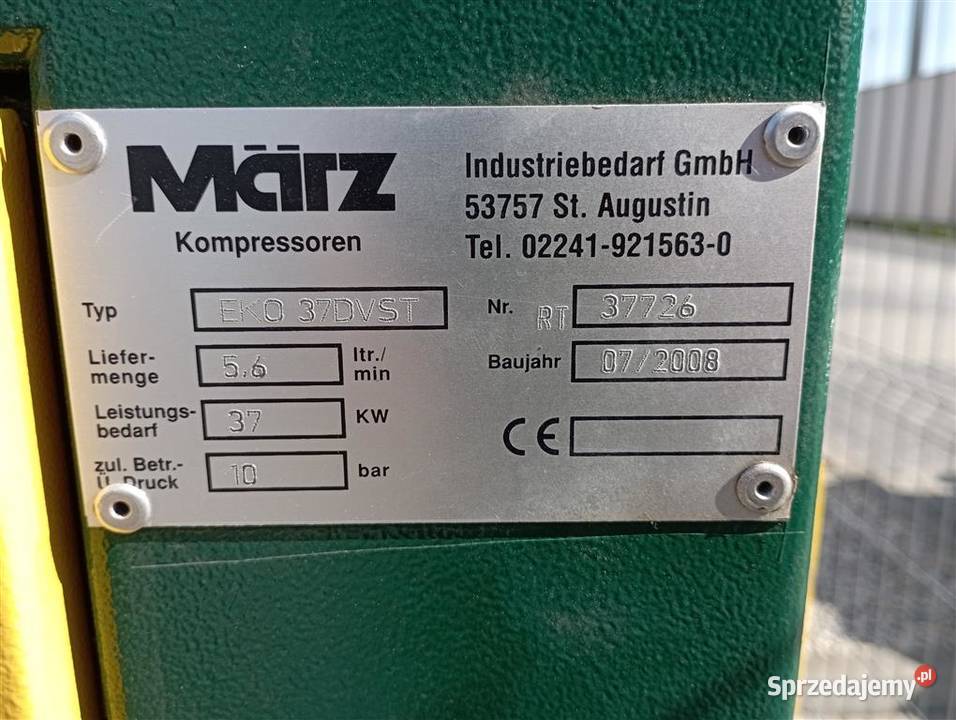 März
Kompressoren
Industriebedarf GmbH
53757 St. Augustin
Tel. 02241-921563-0
Typ EKO 37DVST
Nr. RT 37726
Liefer-
menge 5,6 ltr./
min
Baujahr 07/2008
Leistungs-
bedarf 37 KW
CE
zul. Betr.-
Ü. Druck 10 bar
Sprzedajemy.pl